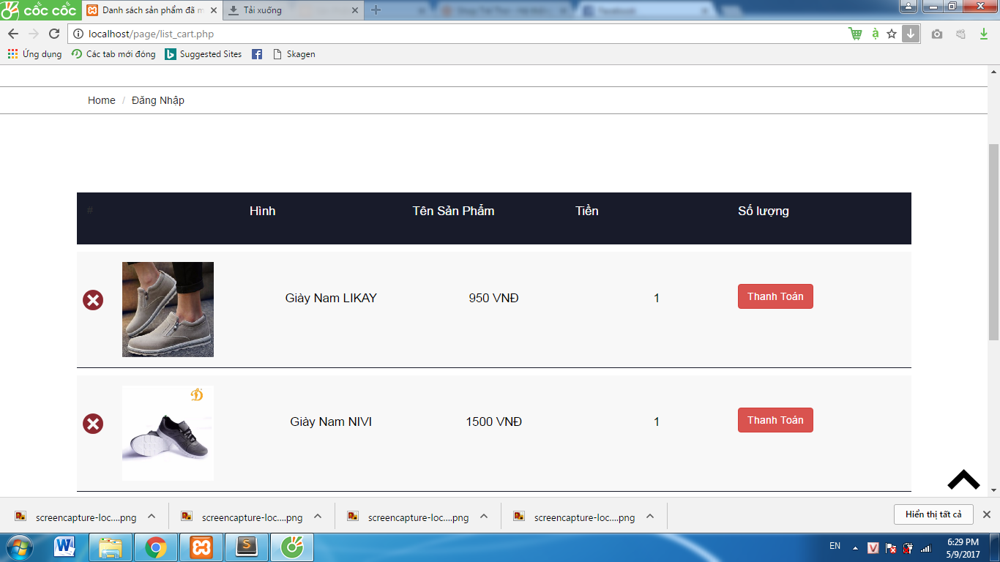 cốc cốc
Danh sách sản phẩm đã m
Tải xuống
Facebook
localhost/page/list_cart.php
à
Ứng dụng
Các tab mới đóng
Suggested Sites
Skagen
Home / Đăng Nhập
# Hình Tên Sản Phẩm Tiền Số lượng
Giày Nam LIKAY 950 VNĐ 1 Thanh Toán
Giày Nam NIVI 1500 VNĐ 1 Thanh Toán
screencapture-loc....png
screencapture-loc....png
screencapture-loc....png
screencapture-loc....png
Hiển thị tất cả
EN
6:29 PM
5/9/2017